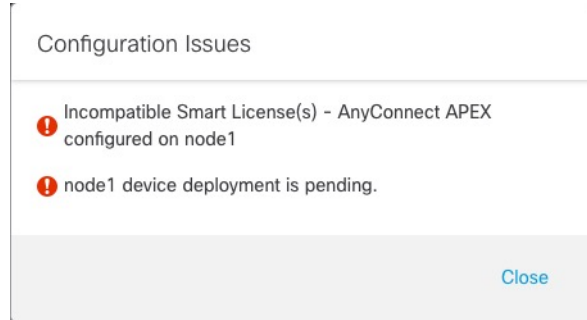 Configuration Issues
Incompatible Smart License(s) - AnyConnect APEX
configured on node1
node1 device deployment is pending.
Close